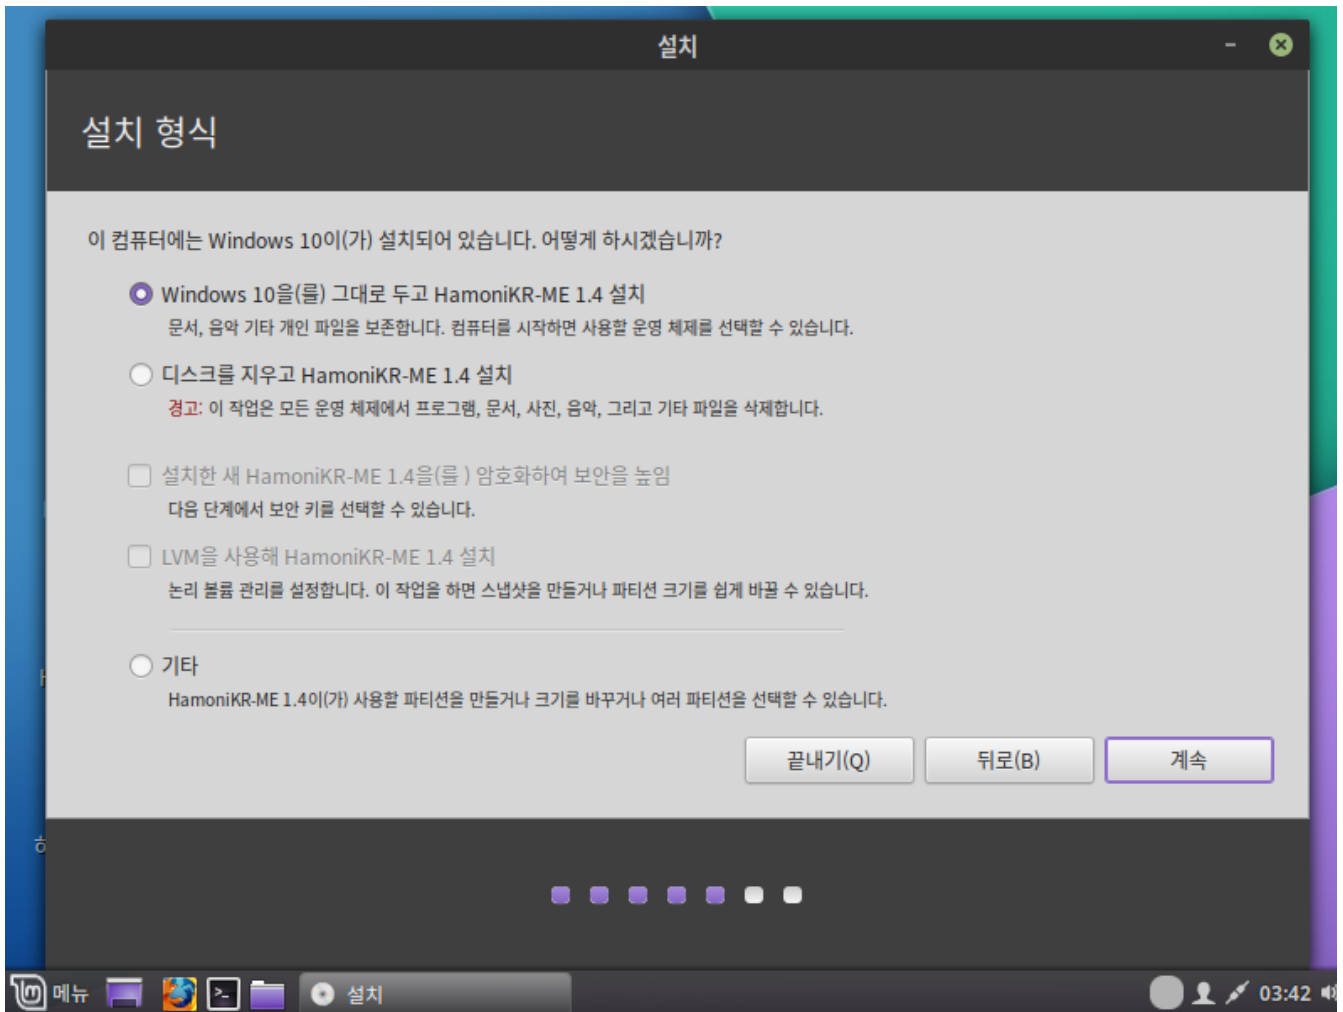 설치
설치 형식
이 컴퓨터에는 Windows 10이(가) 설치되어 있습니다. 어떻게 하시겠습니까?
Windows 10을(를) 그대로 두고 HamoniKR-ME 1.4 설치
문서, 음악 기타 개인 파일을 보존합니다. 컴퓨터를 시작하면 사용할 운영 체제를 선택할 수 있습니다.
디스크를 지우고 HamoniKR-ME 1.4 설치
경고: 이 작업은 모든 운영 체제에서 프로그램, 문서, 사진, 음악, 그리고 기타 파일을 삭제합니다.
설치한 새 HamoniKR-ME 1.4을(를 ) 암호화하여 보안을 높임
다음 단계에서 보안 키를 선택할 수 있습니다.
LVM을 사용해 HamoniKR-ME 1.4 설치
논리 볼륨 관리를 설정합니다. 이 작업을 하면 스냅샷을 만들거나 파티션 크기를 쉽게 바꿀 수 있습니다.
기타
HamoniKR-ME 1.4이(가) 사용할 파티션을 만들거나 크기를 바꾸거나 여러 파티션을 선택할 수 있습니다.
끝내기(Q) 뒤로(B) 계속
메뉴 설치 03:42